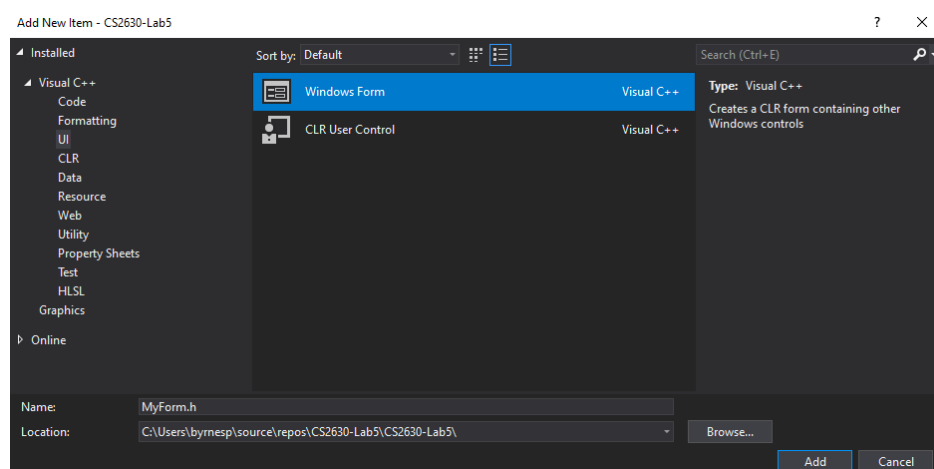 Add New Item - CS2630-Lab5
? ×
Installed
Sort by: Default
Search (Ctrl+E)
Visual C++
Code
Formatting
UI
CLR
Data
Resource
Web
Utility
Property Sheets
Test
HLSL
Graphics
Online
Windows Form Visual C++
CLR User Control Visual C++
Type: Visual C++
Creates a CLR form containing other
Windows controls
Name: MyForm.h
Location: C:\Users\byrnesp\source\repos\CS2630-Lab5\CS2630-Lab5\
Browse...
Add Cancel